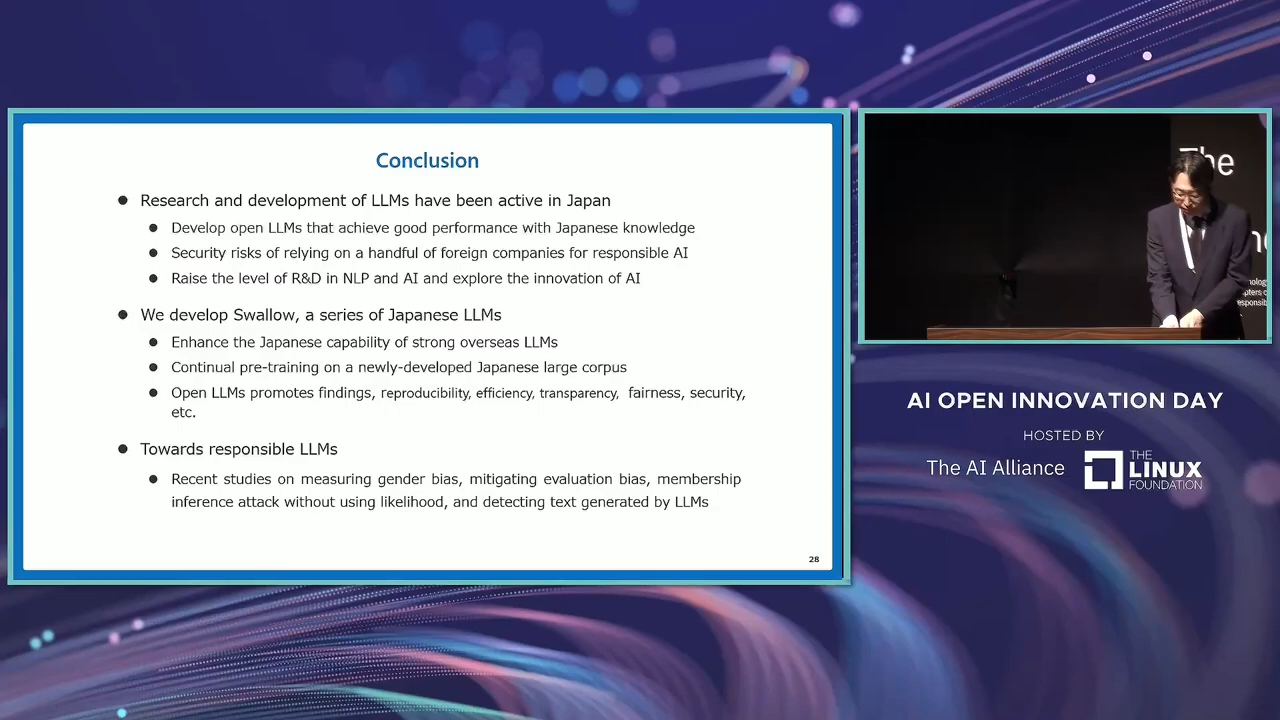 Conclusion
Research and development of LLMs have been active in Japan
Develop open LLMs that achieve good performance with Japanese knowledge
Security risks of relying on a handful of foreign companies for responsible AI
Raise the level of R&D in NLP and AI and explore the innovation of AI
We develop Swallow, a series of Japanese LLMs
Enhance the Japanese capability of strong overseas LLMs
Continual pre-training on a newly-developed Japanese large corpus
Open LLMs promotes findings, reproducibility, efficiency, transparency, fairness, security,
etc.
Towards responsible LLMs
Recent studies on measuring gender bias, mitigating evaluation bias, membership
inference attack without using likelihood, and detecting text generated by LLMs
28
The
AI OPEN INNOVATION DAY
HOSTED BY
The AI Alliance
THE
LINUX
FOUNDATION